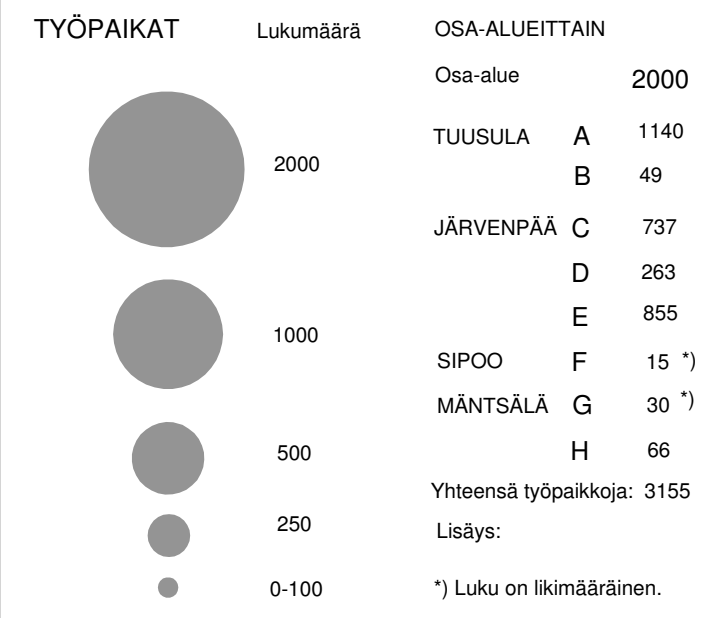 TYÖPAIKAT Lukumäärä
2000
1000
500
250
0-100
OSA-ALUEITTAIN
Osa-alue 2000
TUUSULA A 1140
B 49
JÄRVENPÄÄ C 737
D 263
E 855
SIPOO F 15 *)
MÄNTSÄLÄ G 30 *)
H 66
Yhteensä työpaikkoja: 3155
Lisäys:
*) Luku on likimääräinen.